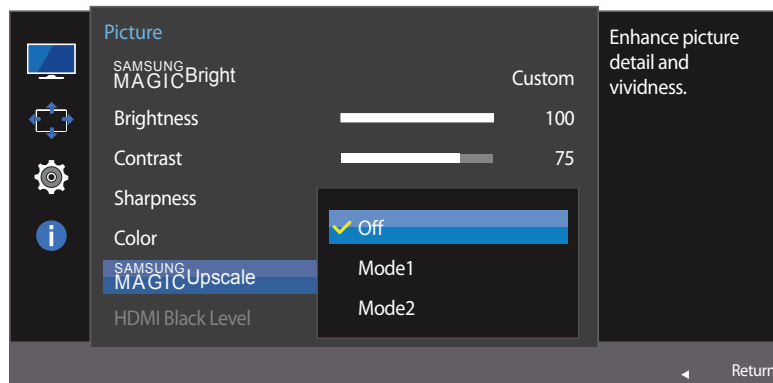 Picture
SAMSUNG
MAGICBright Custom
Brightness 100
Contrast 75
Sharpness
Color
SAMSUNG
MAGICUpscale
HDMI Black Level
Off
Mode1
Mode2
Enhance picture
detail and
vividness.
Return